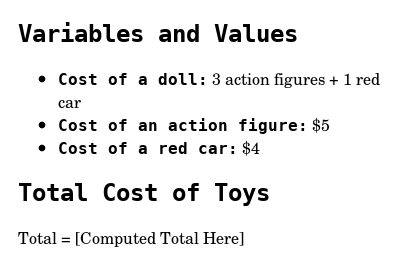 Variables and Values
• Cost of a doll: 3 action figures + 1 red
car
• Cost of an action figure: $5
• Cost of a red car: $4
Total Cost of Toys
Total = [Computed Total Here]